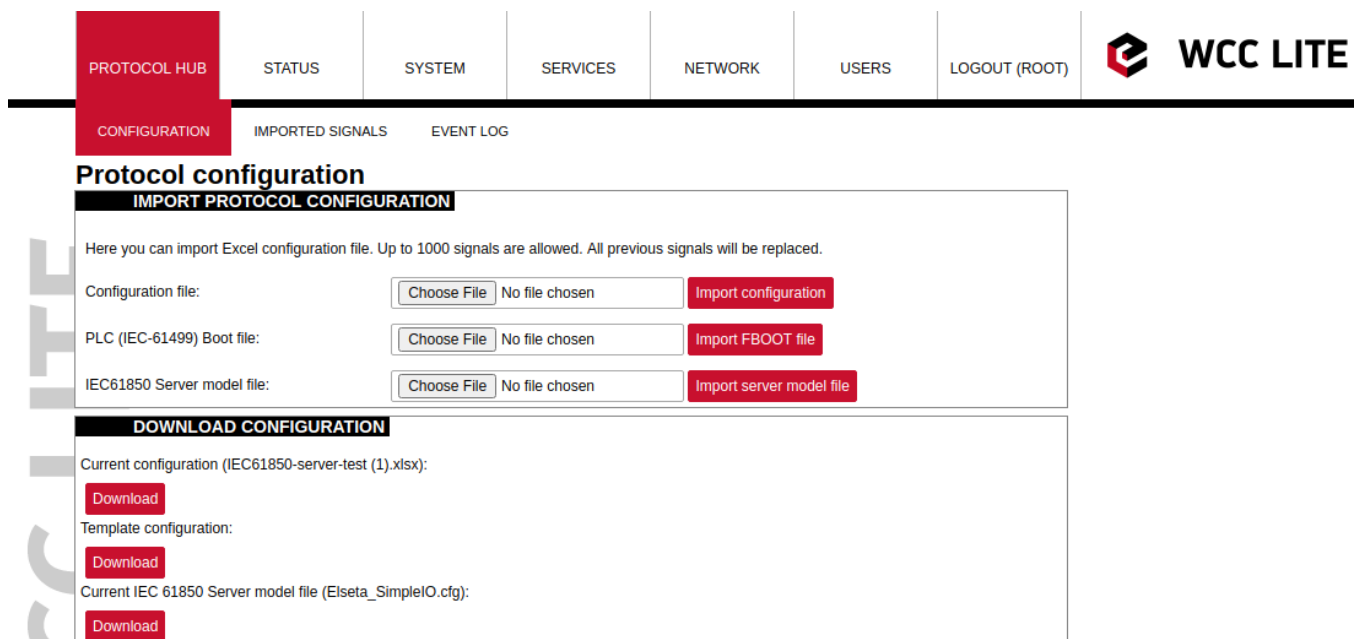 PROTOCOL HUB STATUS SYSTEM SERVICES NETWORK USERS LOGOUT (ROOT) WCC LITE
CONFIGURATION IMPORTED SIGNALS EVENT LOG
Protocol configuration
IMPORT PROTOCOL CONFIGURATION
Here you can import Excel configuration file. Up to 1000 signals are allowed. All previous signals will be replaced.
Configuration file: Choose File No file chosen Import configuration
PLC (IEC-61499) Boot file: Choose File No file chosen Import FBOOT file
IEC61850 Server model file: Choose File No file chosen Import server model file
DOWNLOAD CONFIGURATION
Current configuration (IEC61850-server-test (1).xlsx):
Download
Template configuration:
Download
Current IEC 61850 Server model file (Elseta_SimpleIO.cfg):
Download
CC LITE